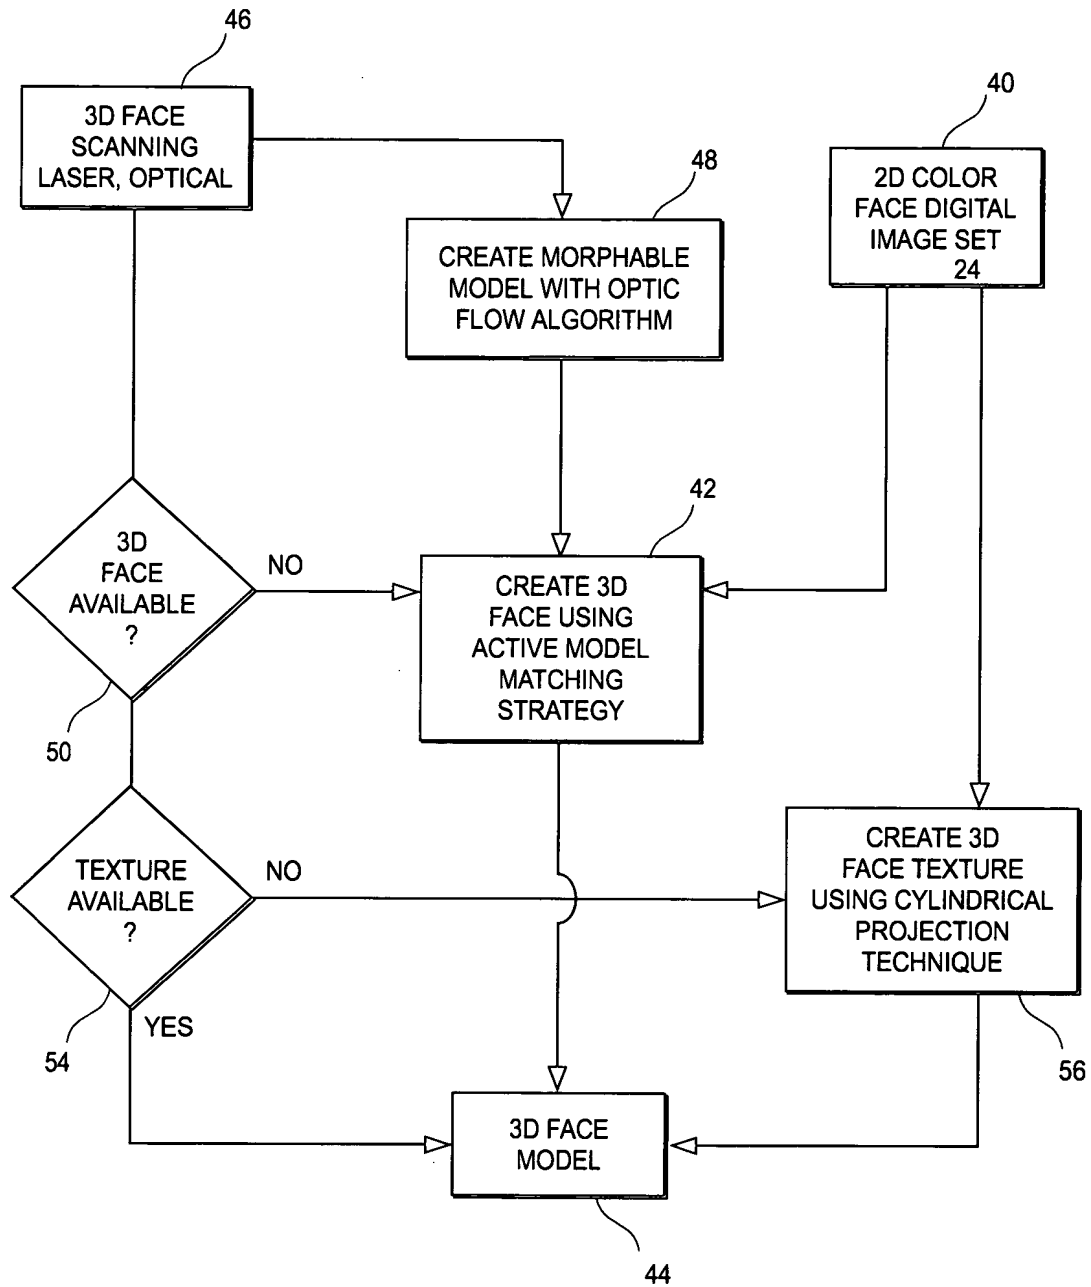 46
3D FACE
SCANNING
LASER, OPTICAL
40
2D COLOR
FACE DIGITAL
IMAGE SET
24
48
CREATE MORPHABLE
MODEL WITH OPTIC
FLOW ALGORITHM
42
3D
FACE
AVAILABLE
?
NO
CREATE 3D
FACE USING
ACTIVE MODEL
MATCHING
STRATEGY
50
TEXTURE
AVAILABLE
?
NO
CREATE 3D
FACE TEXTURE
USING CYLINDRICAL
PROJECTION
TECHNIQUE
54
YES
56
3D FACE
MODEL
44